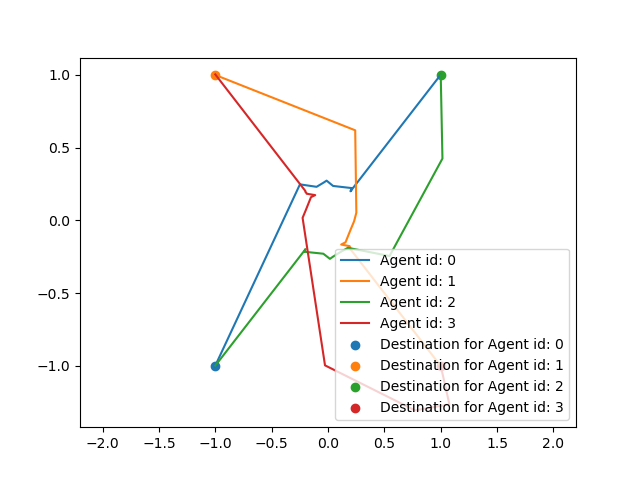 1.0
0.5
0.0
−0.5
−1.0
−2.0 −1.5 −1.0 −0.5 0.0 0.5 1.0 1.5 2.0
Agent id: 0
Agent id: 1
Agent id: 2
Agent id: 3
Destination for Agent id: 0
Destination for Agent id: 1
Destination for Agent id: 2
Destination for Agent id: 3